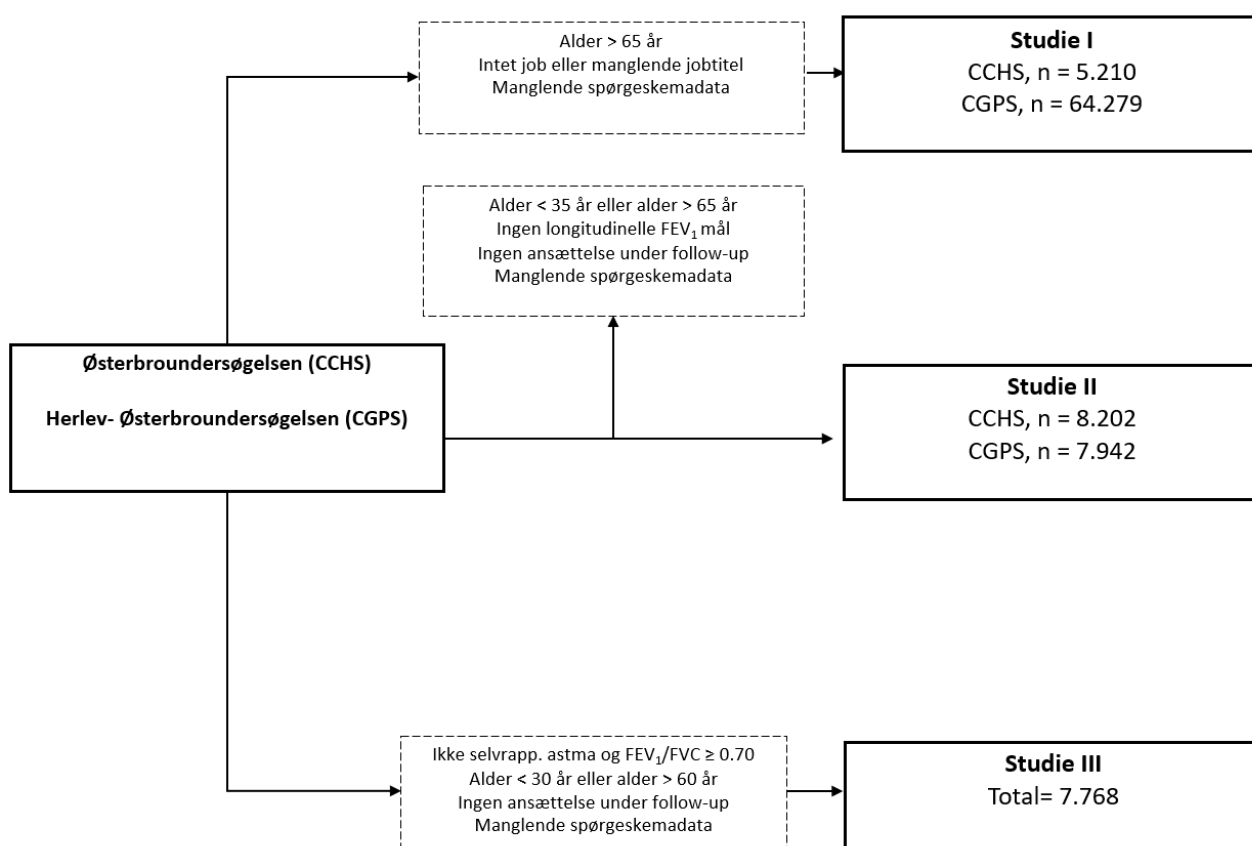 Alder > 65 år
Intet job eller manglende jobtitel
Manglende spørgeskemadata
Studie I
CCHS, n = 5.210
CGPS, n = 64.279
Alder < 35 år eller alder > 65 år
Ingen longitudinelle FEV₁ mål
Ingen ansættelse under follow-up
Manglende spørgeskemadata
Østerbroundersøgelsen (CCHS)
Herlev- Østerbroundersøgelsen (CGPS)
Studie II
CCHS, n = 8.202
CGPS, n = 7.942
Ikke selvrapp. astma og FEV₁/FVC ≥ 0.70
Alder < 30 år eller alder > 60 år
Ingen ansættelse under follow-up
Manglende spørgeskemadata
Studie III
Total= 7.768